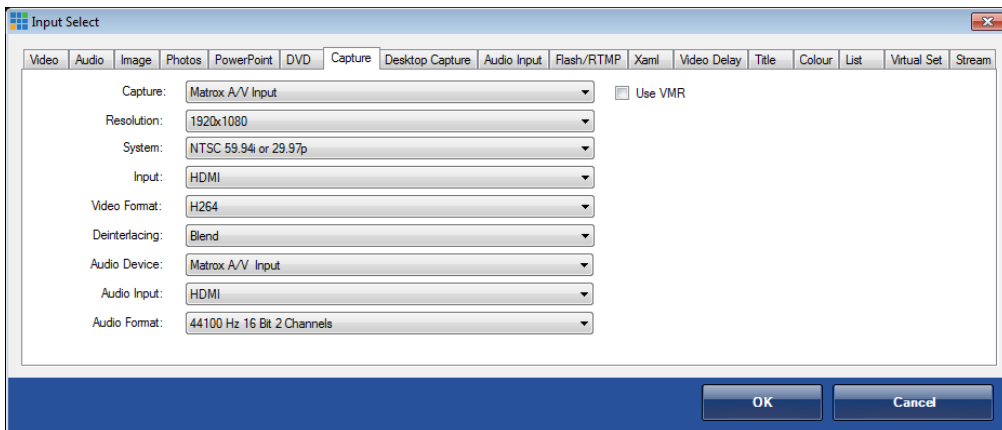 Input Select
Video Audio Image Photos PowerPoint DVD Capture Desktop Capture Audio Input Flash/RTMP Xaml Video Delay Title Colour List Virtual Set Stream
Capture: Matrox A/V Input Use VMR
Resolution: 1920x1080
System: NTSC 59.94i or 29.97p
Input: HDMI
Video Format: H264
Deinterlacing: Blend
Audio Device: Matrox A/V Input
Audio Input: HDMI
Audio Format: 44100 Hz 16 Bit 2 Channels
OK Cancel